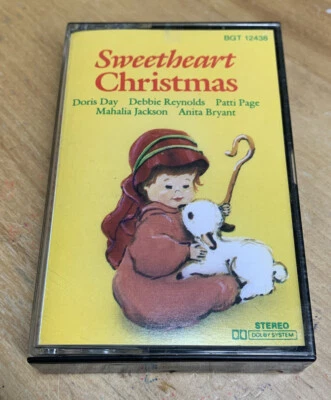 BGT 12438
Sweetheart
Christmas
Doris Day Debbie Reynolds Patti Page
Mahalia Jackson Anita Bryant
STEREO
DOLBY SYSTEM